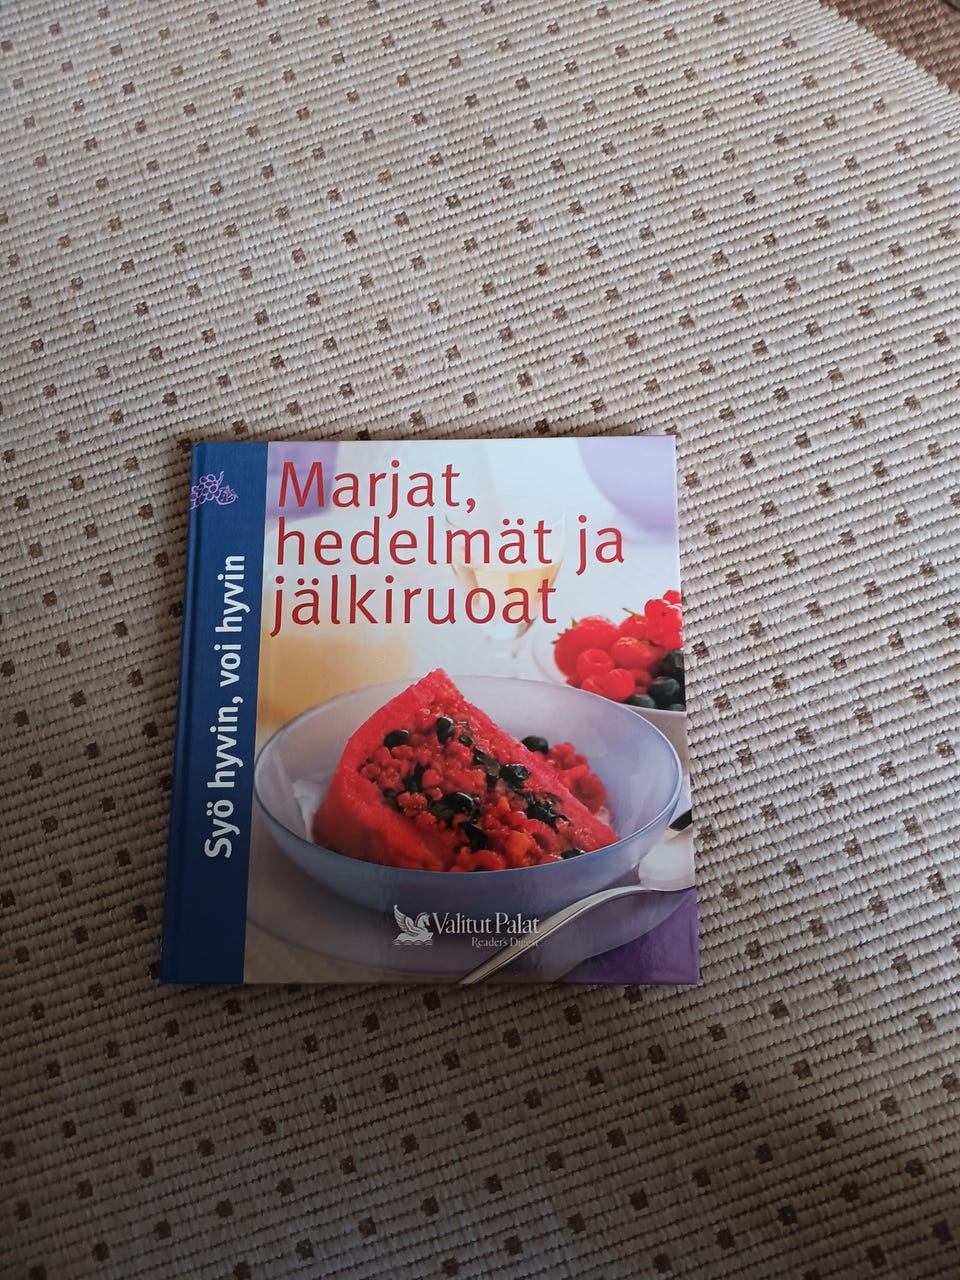 Marjat,
hedelmät ja
jälkiruoat
Syö hyvin, voi hyvin
Valitut Palat
Reader's Digest